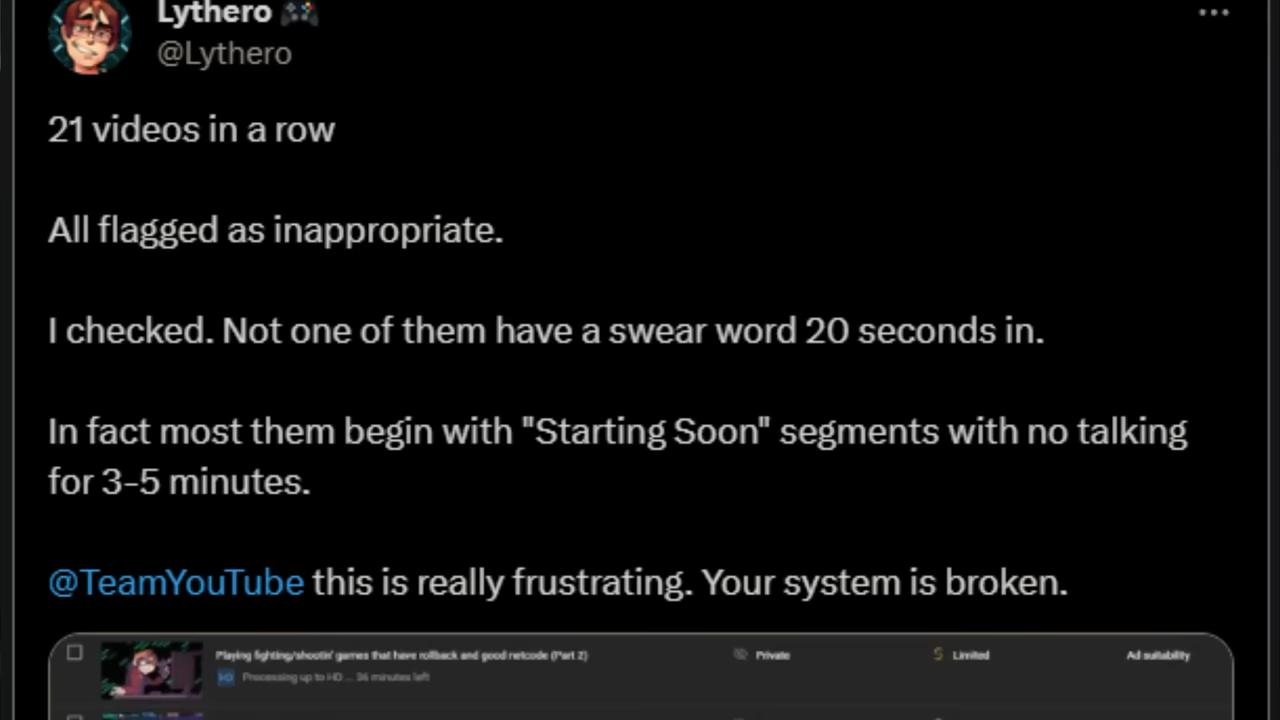 Lythero 🎮
@Lythero
21 videos in a row
All flagged as inappropriate.
I checked. Not one of them have a swear word 20 seconds in.
In fact most them begin with "Starting Soon" segments with no talking
for 3-5 minutes.
@TeamYouTube this is really frustrating. Your system is broken.
Playing fighting/shootin' games that have rollback and good netcode (Part 2) Private Limited Ad suitability
HD Processing up to HD ... 36 minutes left